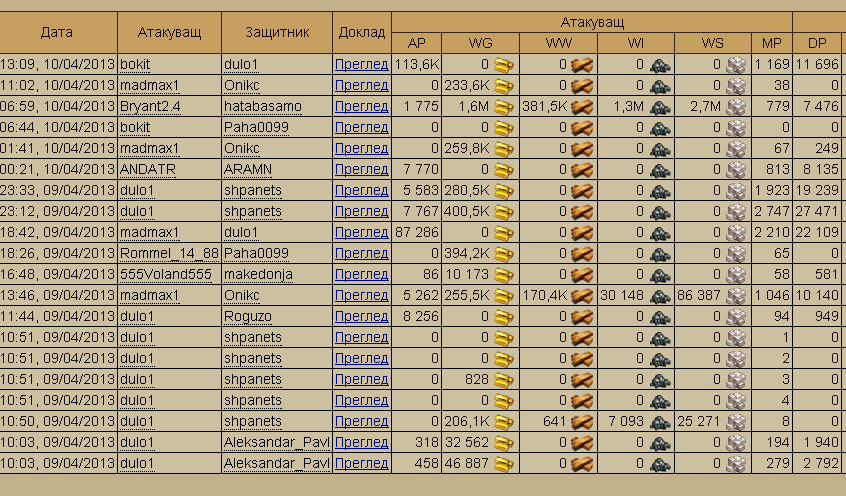 Атакуващ
Дата Атакуващ Защитник Доклад AP WG WW WI WS MP DP
13:09, 10/04/2013 bokit dulo1 Преглед 113,6K 0 0 0 0 1 169 11 696
11:02, 10/04/2013 madmax1 Onikc Преглед 0 233,6K 0 0 0 38 0
06:59, 10/04/2013 Bryant2.4 hatabasamo Преглед 1 775 1,6M 381,5K 1,3M 2,7M 779 7 476
06:44, 10/04/2013 bokit Paha0099 Преглед 0 0 0 0 0 0 0
01:41, 10/04/2013 madmax1 Onikc Преглед 0 259,8K 0 0 0 67 249
00:21, 10/04/2013 ANDATR ARAMN Преглед 7 770 0 0 0 0 813 8 135
23:33, 09/04/2013 dulo1 shpanets Преглед 5 583 280,5K 0 0 0 1 923 19 239
23:12, 09/04/2013 dulo1 shpanets Преглед 7 767 400,5K 0 0 0 2 747 27 471
18:42, 09/04/2013 madmax1 dulo1 Преглед 87 286 0 0 0 0 2 210 22 109
18:26, 09/04/2013 Rommel_14_88 Paha0099 Преглед 0 394,2K 0 0 0 65 0
16:48, 09/04/2013 555Voland555 makedonja Преглед 86 10 173 0 0 0 58 581
13:46, 09/04/2013 madmax1 Onikc Преглед 5 262 255,5K 170,4K 30 148 86 387 1 046 10 140
11:44, 09/04/2013 dulo1 Roguzo Преглед 8 256 0 0 0 0 94 949
10:51, 09/04/2013 dulo1 shpanets Преглед 0 0 0 0 0 1 0
10:51, 09/04/2013 dulo1 shpanets Преглед 0 0 0 0 0 2 0
10:51, 09/04/2013 dulo1 shpanets Преглед 0 828 0 0 0 3 0
10:51, 09/04/2013 dulo1 shpanets Преглед 0 0 0 0 0 4 0
10:50, 09/04/2013 dulo1 shpanets Преглед 0 206,1K 641 7 093 25 271 8 0
10:03, 09/04/2013 dulo1 Aleksandar_Pavl Преглед 318 32 562 0 0 0 194 1 940
10:03, 09/04/2013 dulo1 Aleksandar_Pavl Преглед 458 46 887 0 0 0 279 2 792